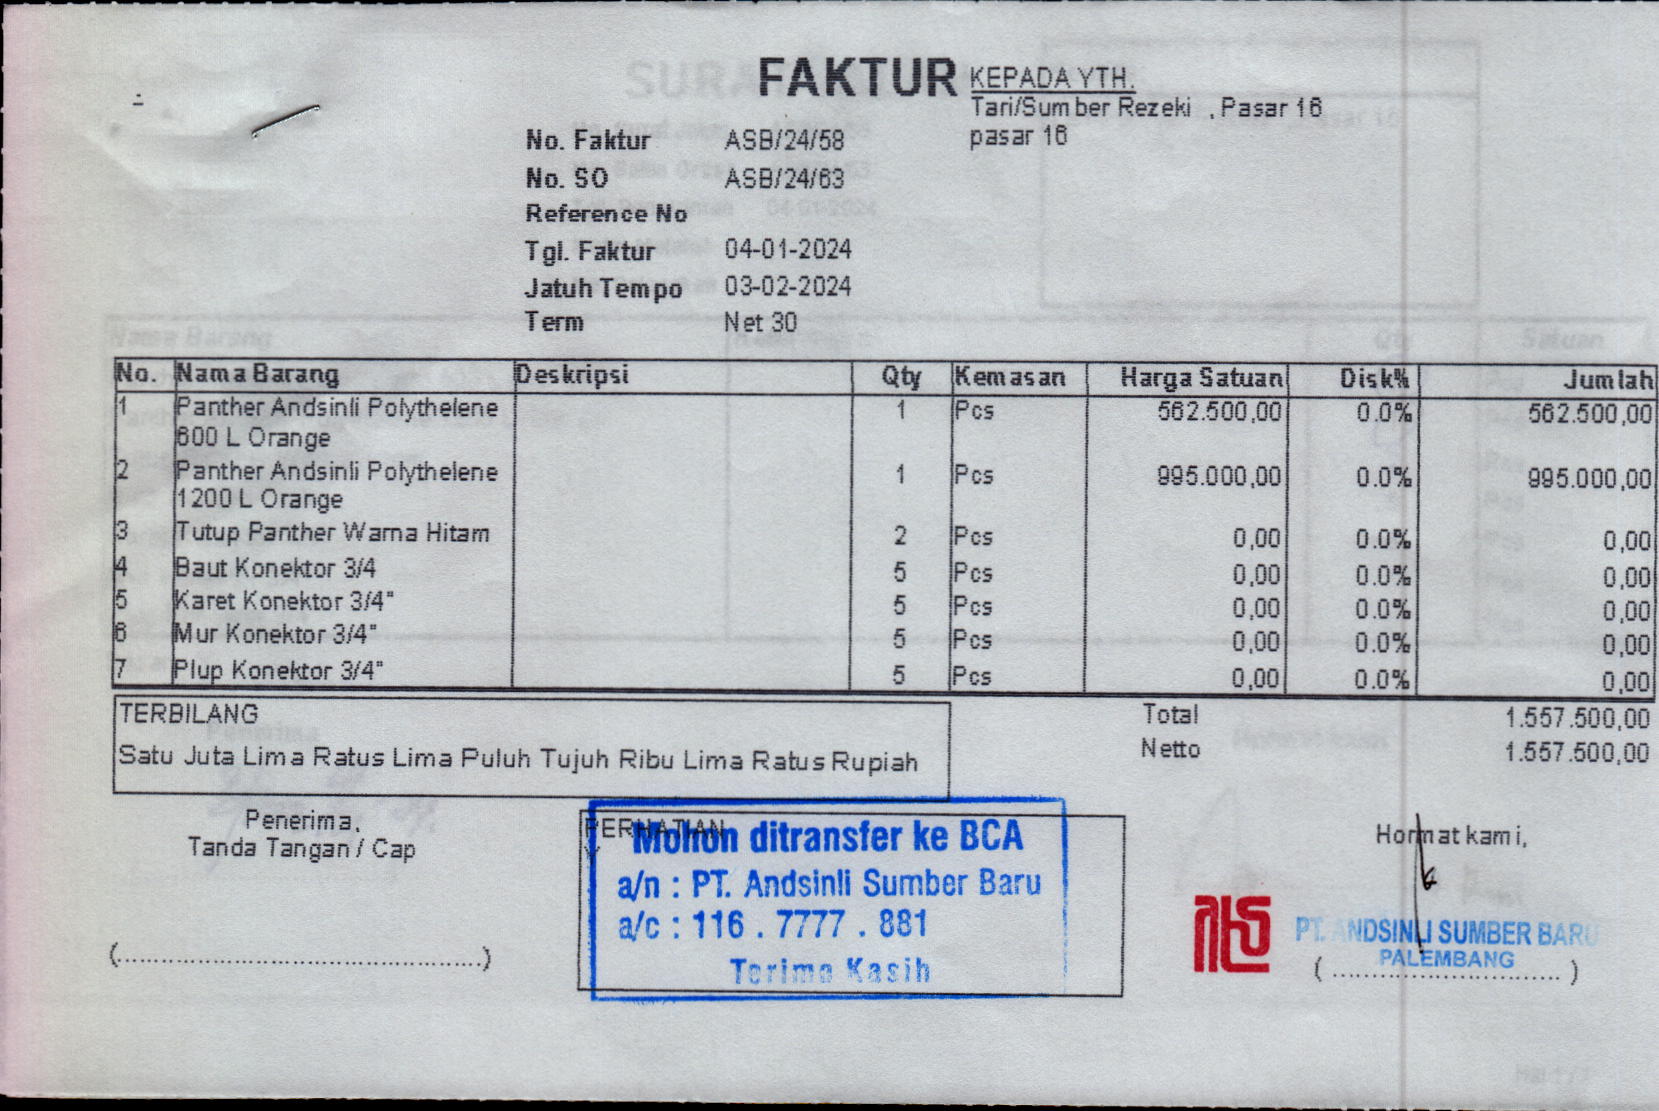 FAKTUR
KEPADA YTH.
Tari/Sumber Rezeki , Pasar 16
pasar 16
No. Faktur ASB/24/58
No. SO ASB/24/63
Reference No
Tgl. Faktur 04-01-2024
Jatuh Tempo 03-02-2024
Term Net 30
No. Nama Barang Deskripsi Qty Kemasan Harga Satuan Disk% Jumlah
1 Panther Andsinli Polythelene 1 Pcs 562.500,00 0.0% 562.500,00
600 L Orange
2 Panther Andsinli Polythelene 1 Pcs 995.000,00 0.0% 995.000,00
1200 L Orange
3 Tutup Panther Warna Hitam 2 Pcs 0,00 0.0% 0,00
4 Baut Konektor 3/4 5 Pcs 0,00 0.0% 0,00
5 Karet Konektor 3/4" 5 Pcs 0,00 0.0% 0,00
6 Mur Konektor 3/4" 5 Pcs 0,00 0.0% 0,00
7 Plup Konektor 3/4" 5 Pcs 0,00 0.0% 0,00
TERBILANG
Satu Juta Lima Ratus Lima Puluh Tujuh Ribu Lima Ratus Rupiah
Total 1.557.500,00
Netto 1.557.500,00
Penerima,
Tanda Tangan / Cap
(................................................)
PERHATIAN
Mohon ditransfer ke BCA
a/n : PT. Andsinli Sumber Baru
a/c : 116 . 7777 . 881
Terima Kasih
Hormat kami,
PT. ANDSINLI SUMBER BARU
PALEMBANG
( .............................. )